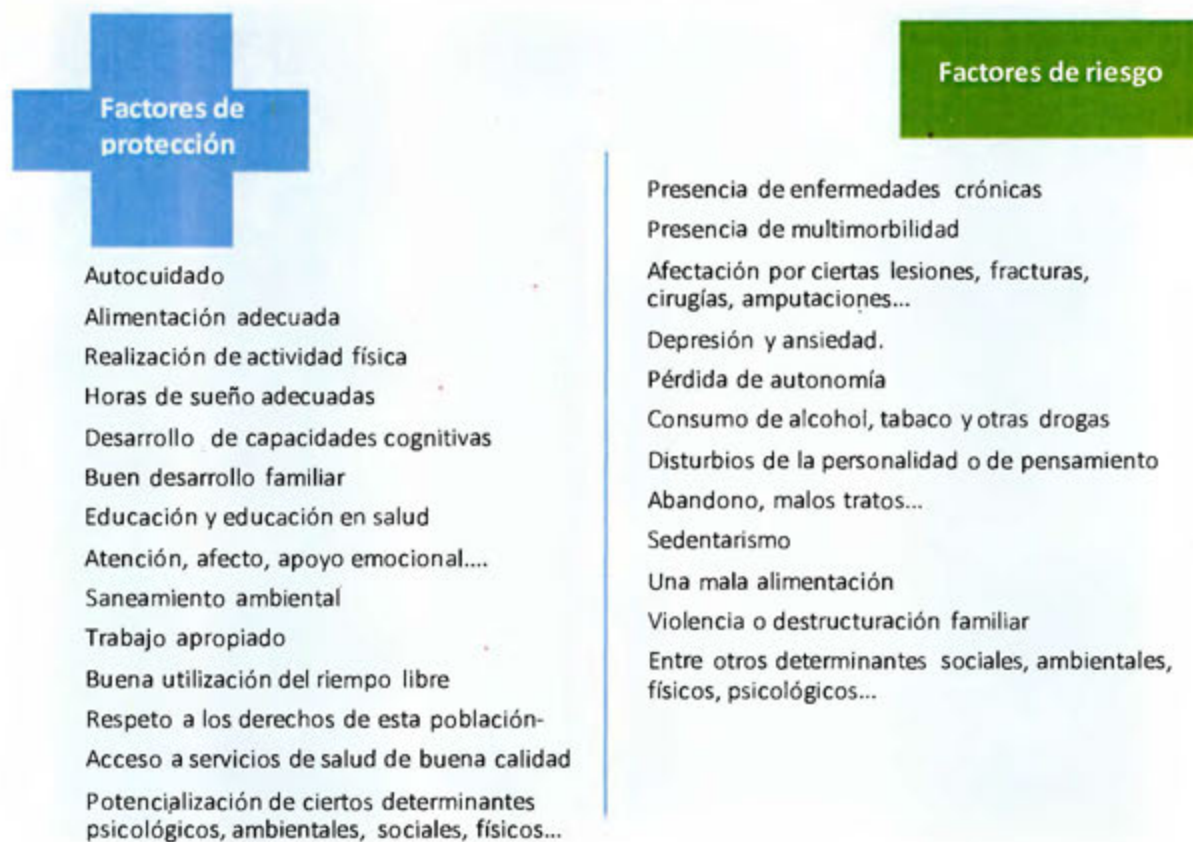 Factores de
protección
Autocuidado
Alimentación adecuada
Realización de actividad física
Horas de sueño adecuadas
Desarrollo de capacidades cognitivas
Buen desarrollo familiar
Educación y educación en salud
Atención, afecto, apoyo emocional....
Saneamiento ambiental
Trabajo apropiado
Buena utilización del riempo libre
Respeto a los derechos de esta población-
Acceso a servicios de salud de buena calidad
Potencialización de ciertos determinantes
psicológicos, ambientales, sociales, físicos...
Factores de riesgo
Presencia de enfermedades crónicas
Presencia de multimorbilidad
Afectación por ciertas lesiones, fracturas,
cirugías, amputaciones...
Depresión y ansiedad.
Pérdida de autonomía
Consumo de alcohol, tabaco y otras drogas
Disturbios de la personalidad o de pensamiento
Abandono, malos tratos...
Sedentarismo
Una mala alimentación
Violencia o destructuración familiar
Entre otros determinantes sociales, ambientales,
físicos, psicológicos...